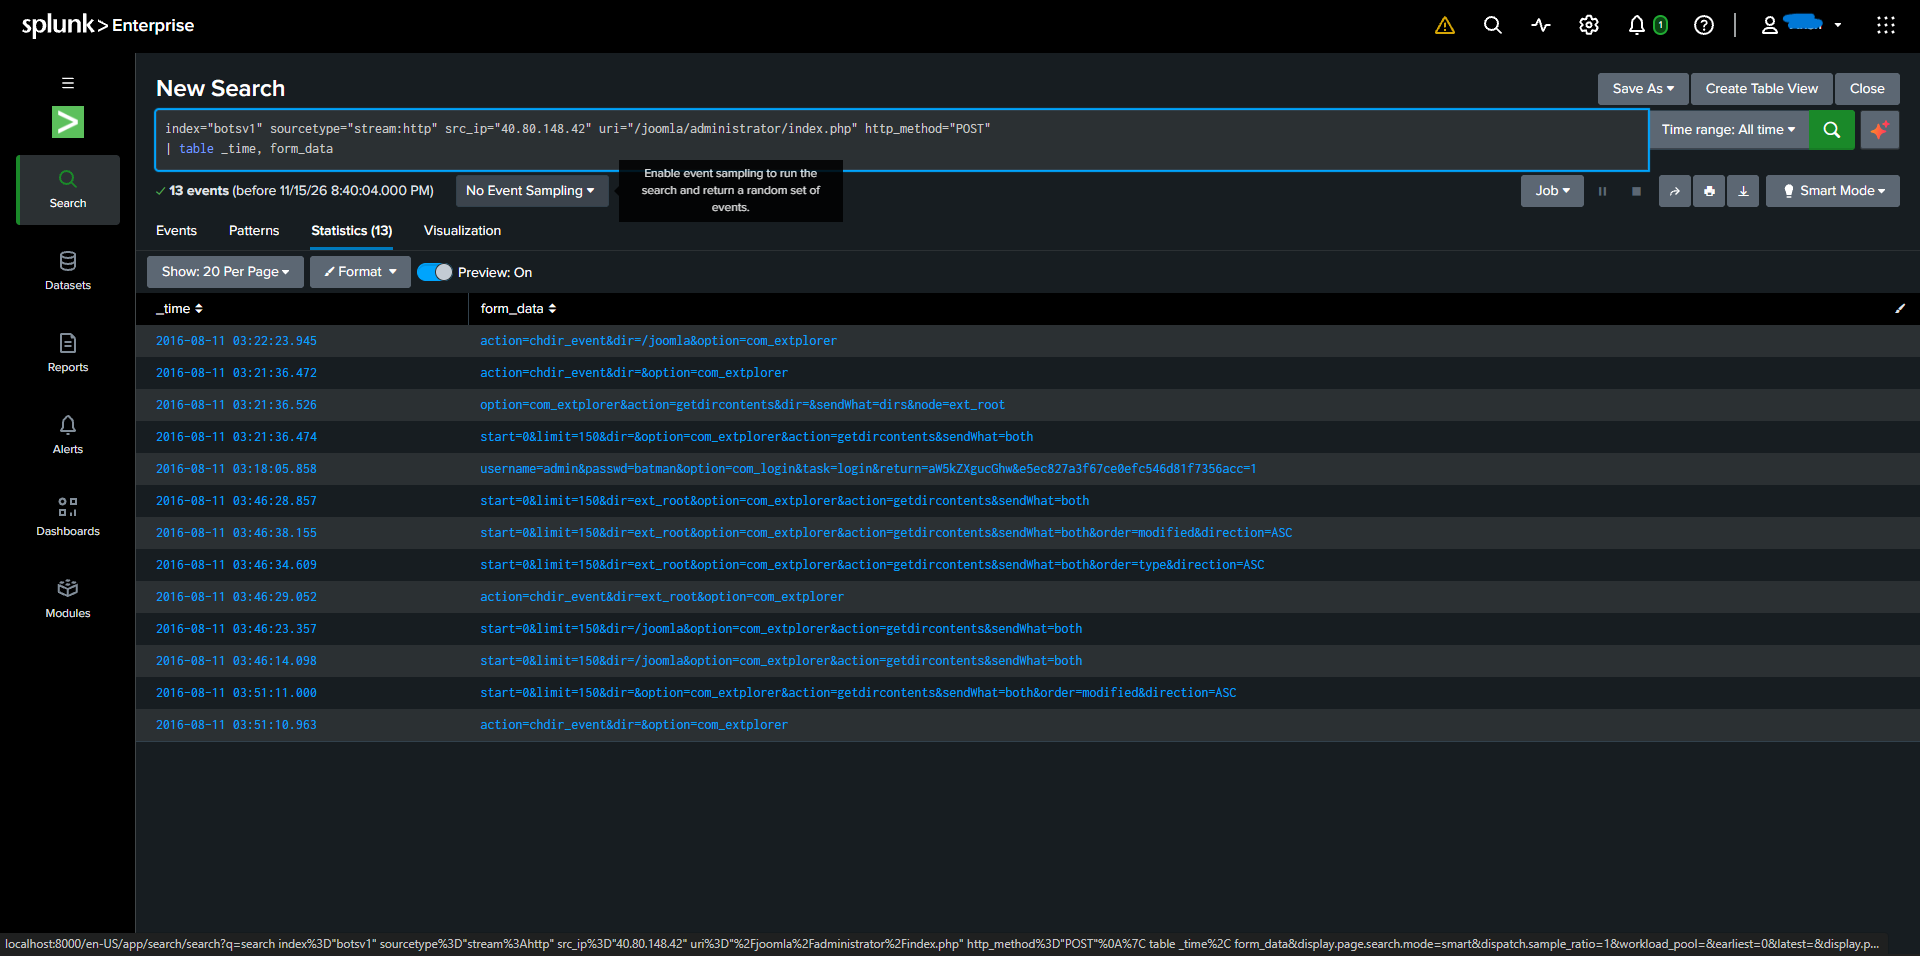 splunk> Enterprise
1
New Search
Save As
Create Table View
Close
index="botsv1" sourcetype="stream:http" src_ip="40.80.148.42" uri="/joomla/administrator/index.php" http_method="POST"
| table _time, form_data
Time range: All time
13 events (before 11/15/26 8:40:04.000 PM)
No Event Sampling
Enable event sampling to run the
search and return a random set of
events.
Job
Smart Mode
Search
Datasets
Reports
Alerts
Dashboards
Modules
Events
Patterns
Statistics (13)
Visualization
Show: 20 Per Page
Format
Preview: On
_time form_data
2016-08-11 03:22:23.945 action=chdir_event&dir=/joomla&option=com_extplorer
2016-08-11 03:21:36.472 action=chdir_event&dir=&option=com_extplorer
2016-08-11 03:21:36.526 option=com_extplorer&action=getdircontents&dir=&sendWhat=dirs&node=ext_root
2016-08-11 03:21:36.474 start=0&limit=150&dir=&option=com_extplorer&action=getdircontents&sendWhat=both
2016-08-11 03:18:05.858 username=admin&passwd=batman&option=com_login&task=login&return=aW5kZXgucGhw&e5ec827a3f67ce0efc546d81f7356acc=1
2016-08-11 03:46:28.857 start=0&limit=150&dir=ext_root&option=com_extplorer&action=getdircontents&sendWhat=both
2016-08-11 03:46:38.155 start=0&limit=150&dir=ext_root&option=com_extplorer&action=getdircontents&sendWhat=both&order=modified&direction=ASC
2016-08-11 03:46:34.609 start=0&limit=150&dir=ext_root&option=com_extplorer&action=getdircontents&sendWhat=both&order=type&direction=ASC
2016-08-11 03:46:29.052 action=chdir_event&dir=ext_root&option=com_extplorer
2016-08-11 03:46:23.357 start=0&limit=150&dir=/joomla&option=com_extplorer&action=getdircontents&sendWhat=both
2016-08-11 03:46:14.098 start=0&limit=150&dir=/joomla&option=com_extplorer&action=getdircontents&sendWhat=both
2016-08-11 03:51:11.000 start=0&limit=150&dir=&option=com_extplorer&action=getdircontents&sendWhat=both&order=modified&direction=ASC
2016-08-11 03:51:10.963 action=chdir_event&dir=&option=com_extplorer
localhost:8000/en-US/app/search/search?q=search index%3D"botsv1" sourcetype%3D"stream%3Ahttp" src_ip%3D"40.80.148.42" uri%3D"%2Fjoomla%2Fadministrator%2Findex.php" http_method%3D"POST"%0A%7C table _time%2C form_data&display.page.search.mode=smart&dispatch.sample_ratio=1&workload_pool=&earliest=0&latest=&display.p...